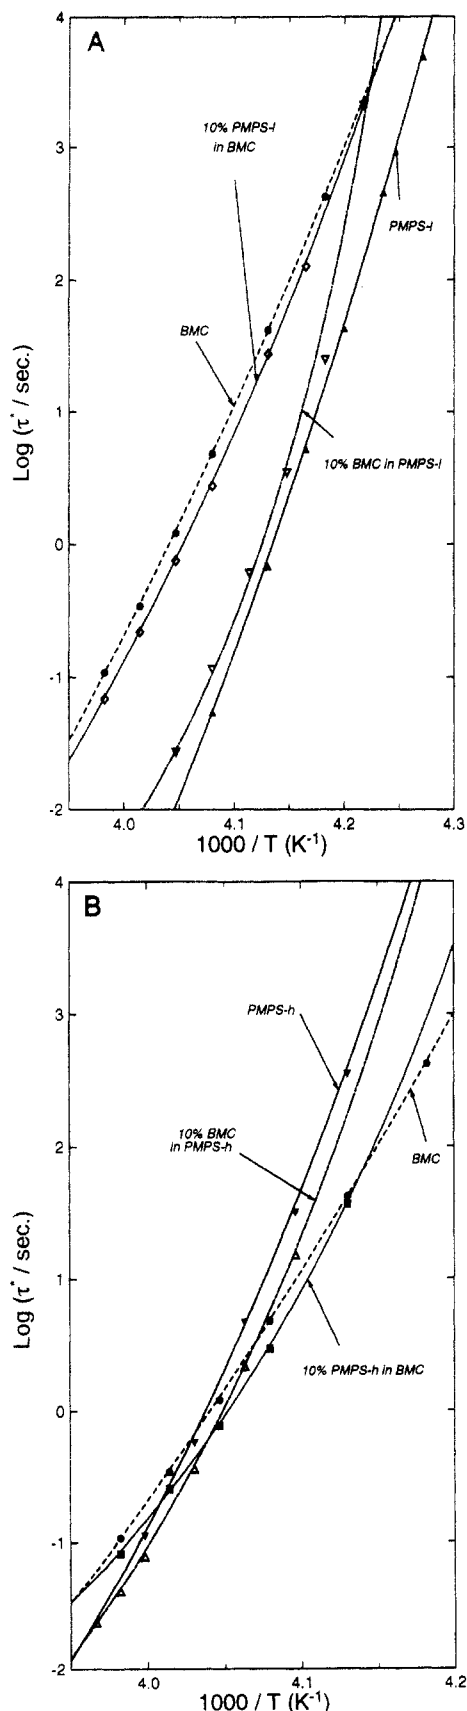 A
4
3
2
1
0
-1
-2
10% PMPS-l
in BMC
BMC
PMPS-l
10% BMC in PMPS-l
Log (τ* / sec.)
4.0
4.1
4.2
4.3
1000 / T (K-1)
B
4
3
2
1
0
-1
-2
PMPS-h
10% BMC
in PMPS-h
BMC
10% PMPS-h in BMC
Log (τ* / sec.)
4.0
4.1
4.2
1000 / T (K-1)